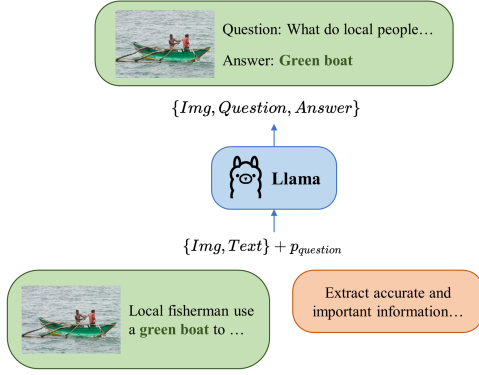 Question: What do local people…
Answer: Green boat
{Img, Question, Answer}
Llama
{Img, Text} + p_question
Local fisherman use
a green boat to …
Extract accurate and
important information…